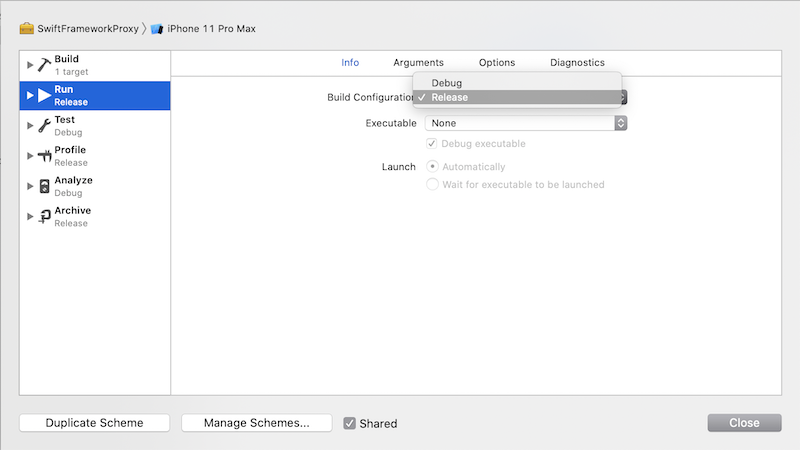 SwiftFrameworkProxy iPhone 11 Pro Max
Build
1 target
Run
Release
Test
Debug
Profile
Release
Analyze
Debug
Archive
Release
Info Arguments Options Diagnostics
Debug
Build Configuration ✓ Release
Executable None
Debug executable
Launch Automatically
Wait for executable to be launched
Duplicate Scheme Manage Schemes... Shared Close